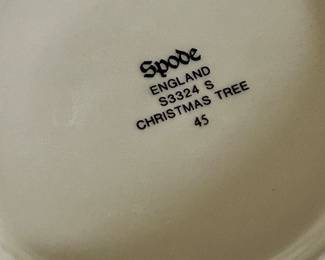 Spode
ENGLAND
S3324 S
CHRISTMAS TREE
45